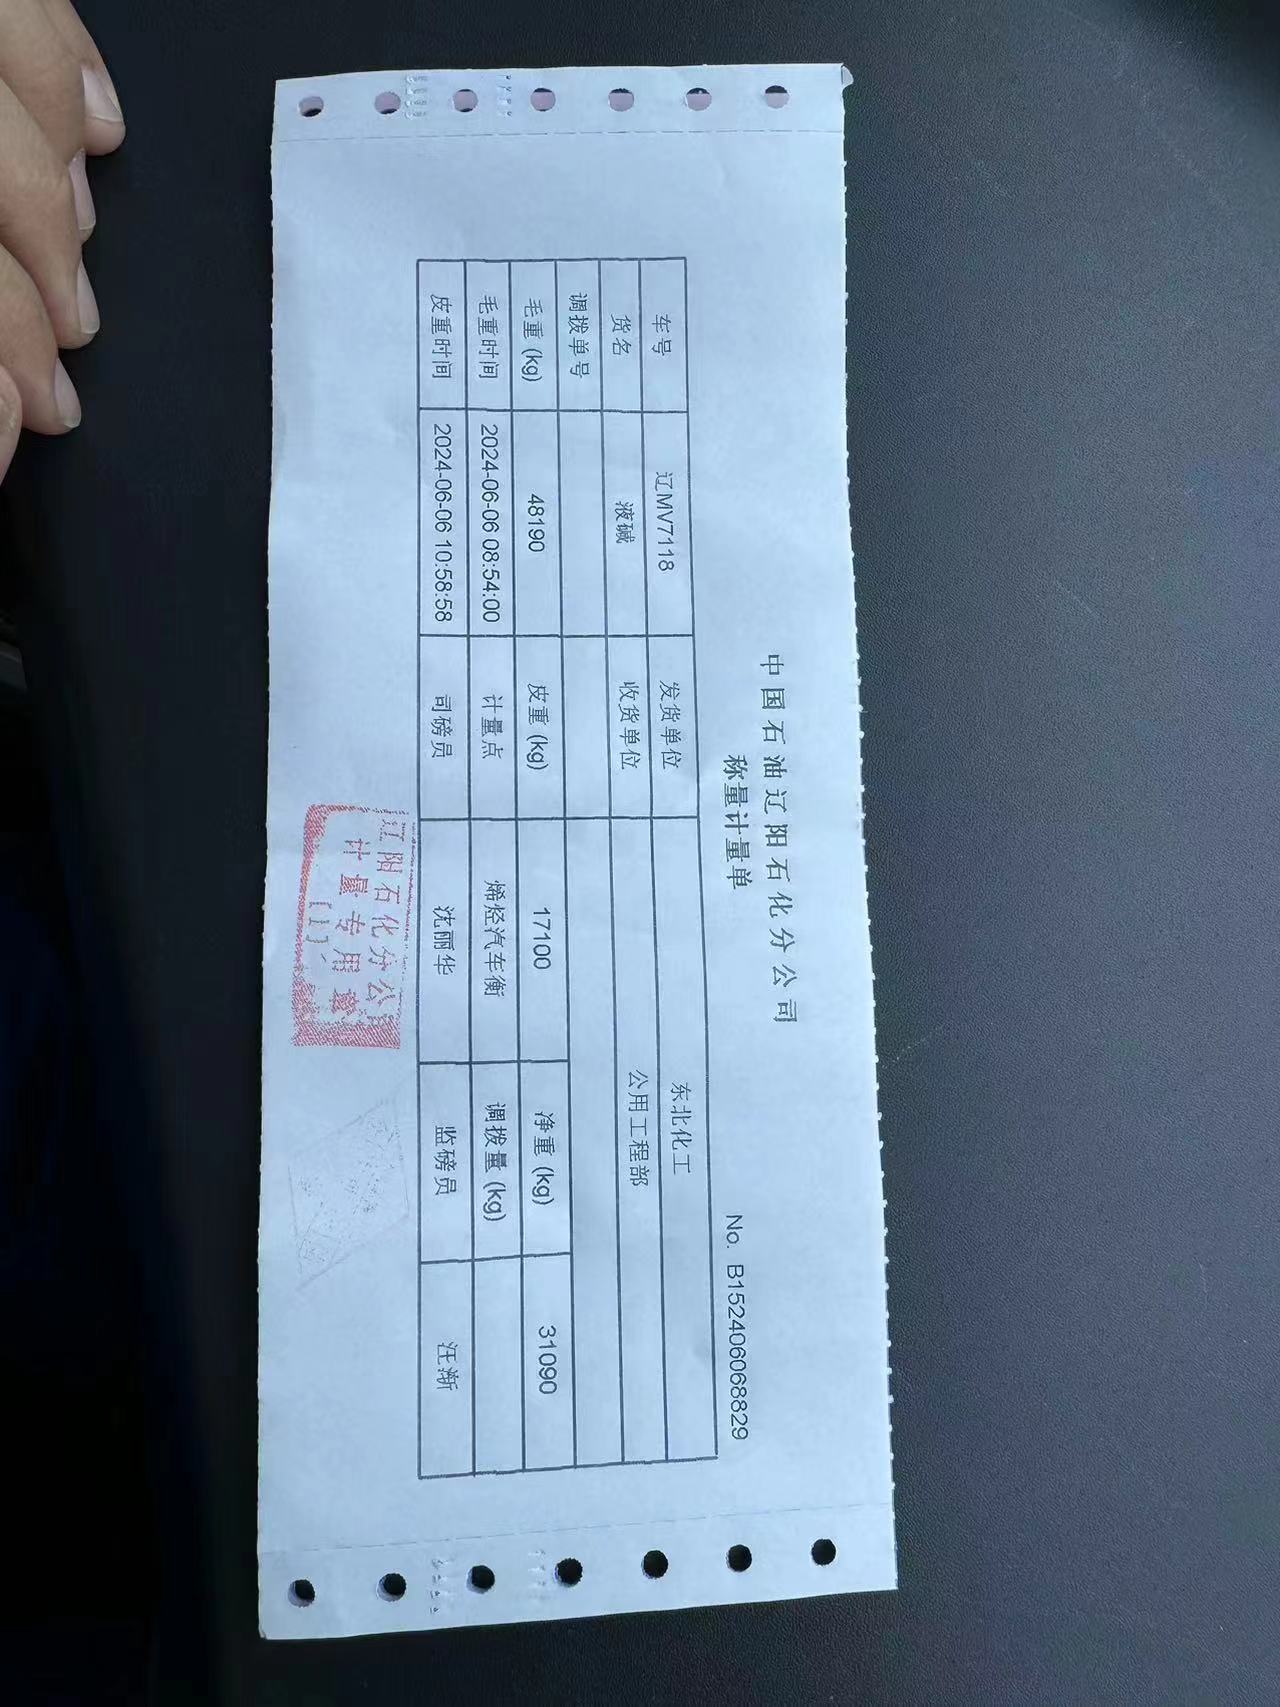 中国石油辽阳石化分公司
称量计量单
No. B152406068829
车号 辽MV7118 发货单位 东北化工
货名 液碱 收货单位 公用工程部
调拨单号
毛重 (kg) 48190 皮重 (kg) 17100 净重 (kg) 31090
毛重时间 2024-06-06 08:54:00 计量点 烯烃汽车衡 调拨量 (kg)
皮重时间 2024-06-06 10:58:58 司磅员 沈丽华 监磅员 汪渐
辽阳石化分公司
计量专用章
(1)